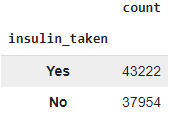 count
insulin_taken
Yes 43222
No 37954